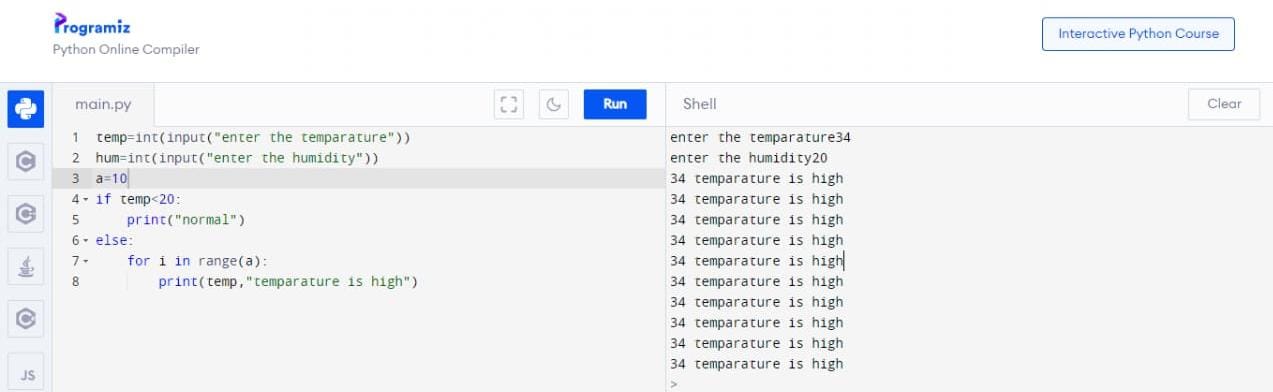 Programiz
Python Online Compiler
Interactive Python Course
main.py
Run
Shell
Clear
1 temp=int(input("enter the temparature"))
2 hum=int(input("enter the humidity"))
3 a=10
4 if temp<20:
5 print("normal")
6 else:
7 for i in range(a):
8 print(temp,"temparature is high")
enter the temparature34
enter the humidity20
34 temparature is high
34 temparature is high
34 temparature is high
34 temparature is high
34 temparature is high
34 temparature is high
34 temparature is high
34 temparature is high
34 temparature is high
34 temparature is high
>
JS